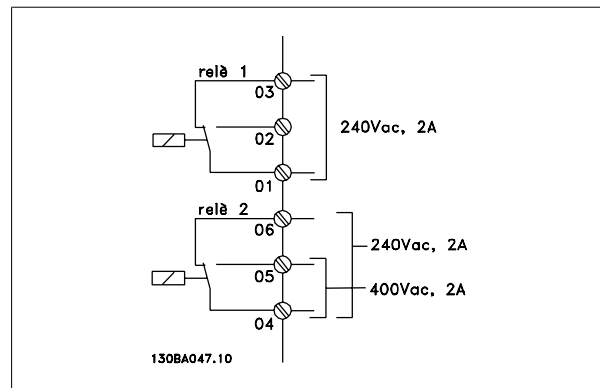 relè 1
03
02
01
240Vac, 2A
relè 2
06
05
04
240Vac, 2A
400Vac, 2A
130BA047.10